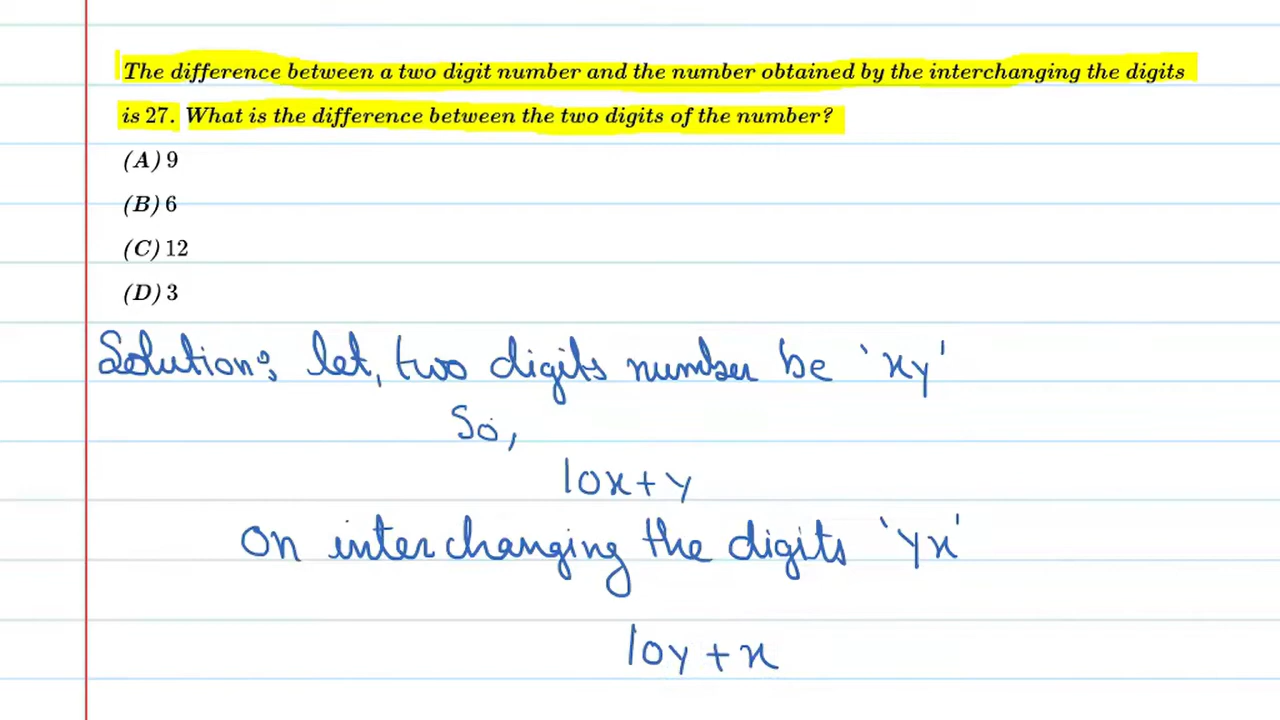 The difference between a two digit number and the number obtained by the interchanging the digits
is 27. What is the difference between the two digits of the number?
(A) 9
(B) 6
(C) 12
(D) 3
Solution: let, two digits number be 'xy'
So,
10x + y
On interchanging the digits 'yx'
10y + x